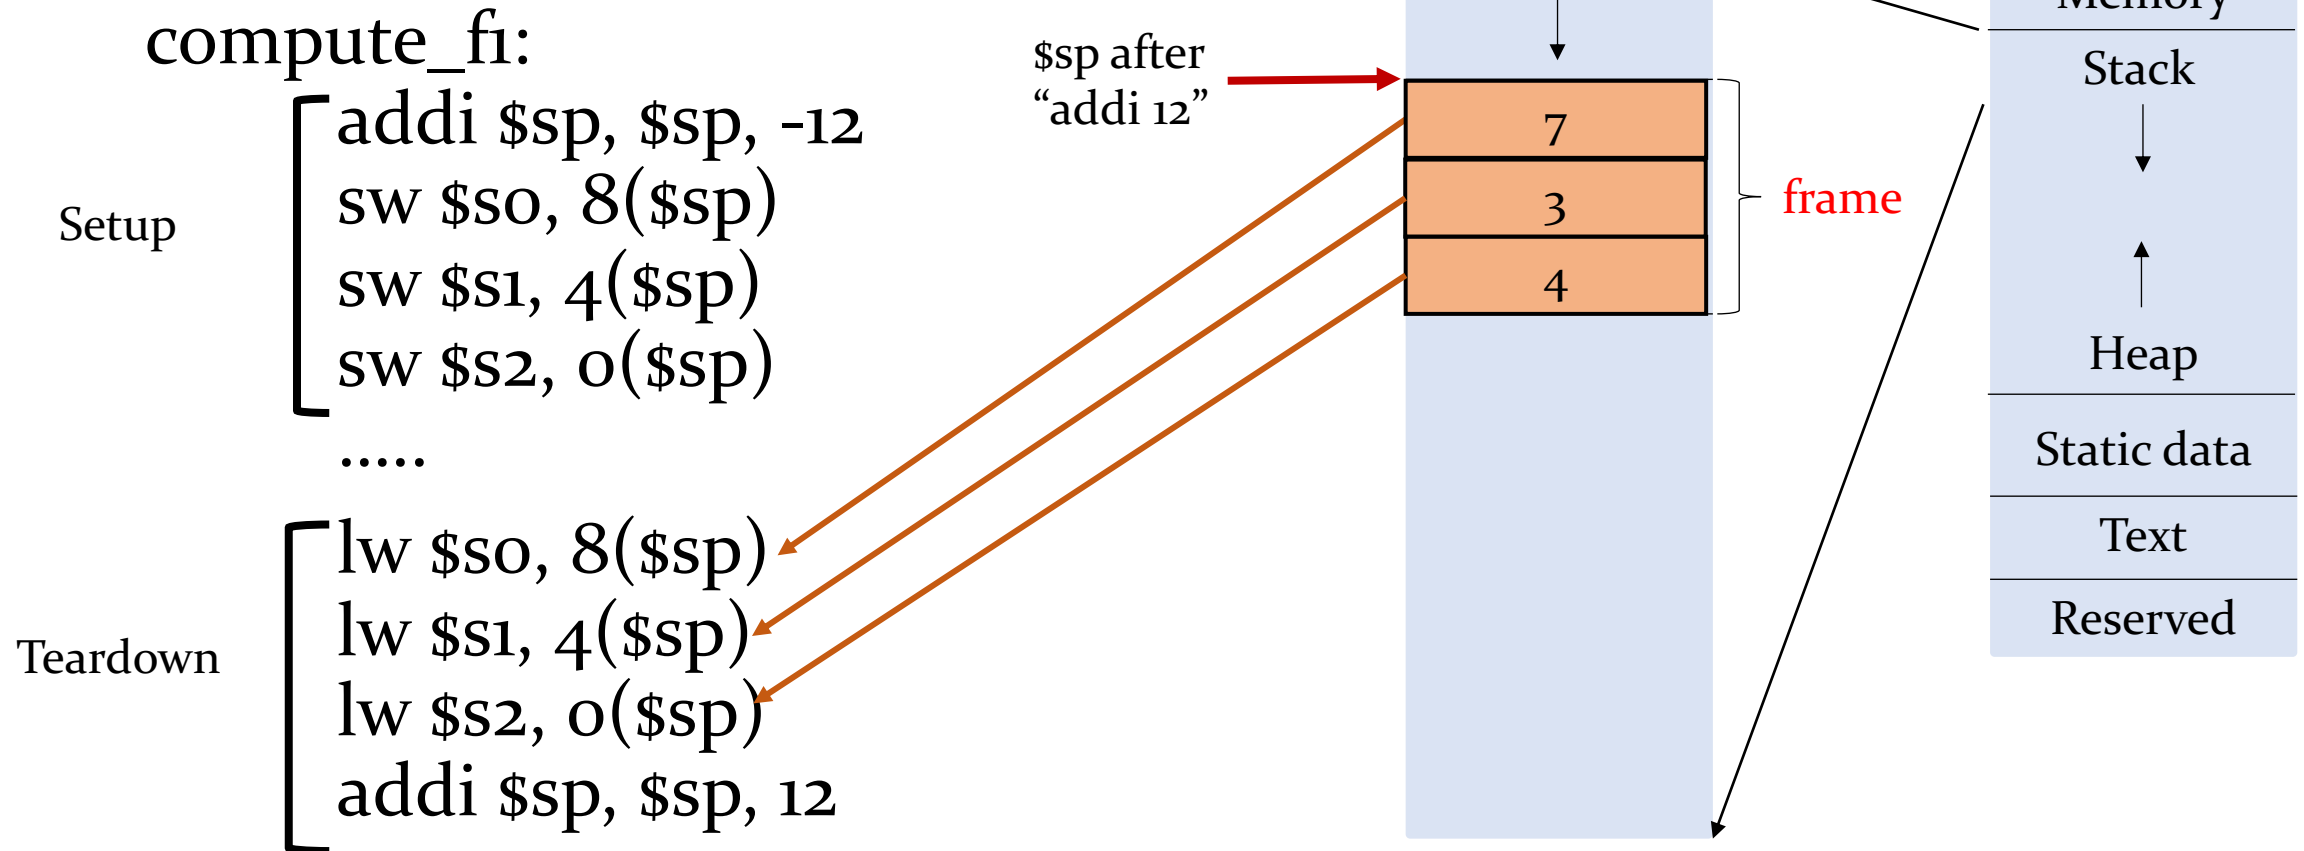 compute_f1:
Setup
addi $sp, $sp, -12
sw $s0, 8($sp)
sw $s1, 4($sp)
sw $s2, 0($sp)
.....
Teardown
lw $s0, 8($sp)
lw $s1, 4($sp)
lw $s2, 0($sp)
addi $sp, $sp, 12
$sp after
“addi 12”
7
3
4
frame
Memory
Stack
Heap
Static data
Text
Reserved